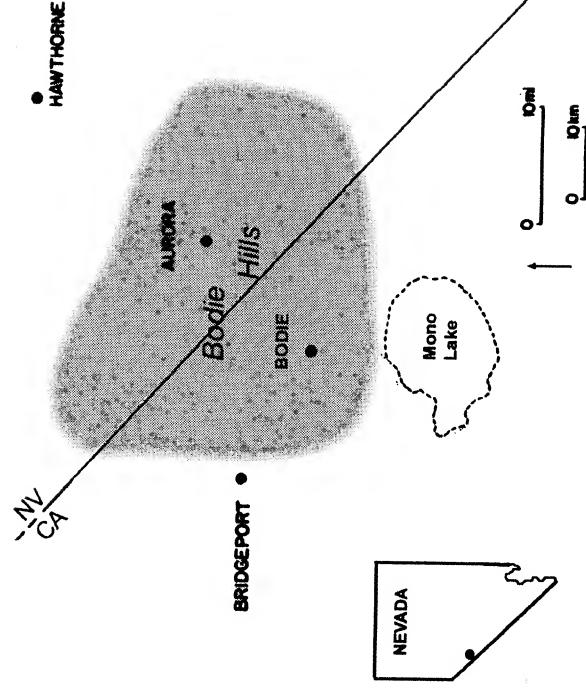 HAWTHORNE
AURORA
Bodie
Hills
BODIE
NV
CA
BRIDGEPORT
Mono
Lake
0 10mi
0 10km
NEVADA